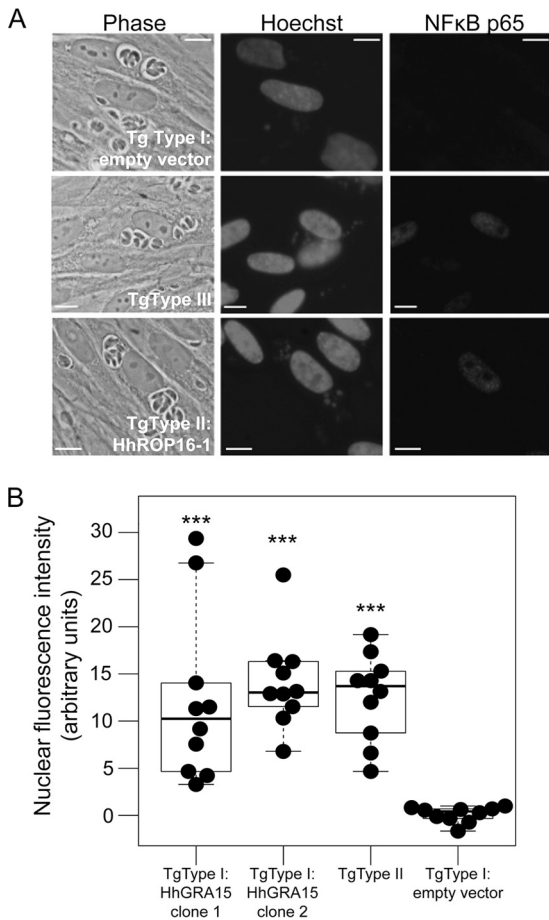 A
Phase Hoechst NFκB p65
Tg Type I:
empty vector
TgType III
TgType II:
HhROP16-1
B
Nuclear fluorescence intensity
(arbitrary units)
30
25
20
15
10
5
0
*** *** ***
TgType I: TgType I: TgType II TgType I:
HhGRA15 HhGRA15 empty vector
clone 1 clone 2